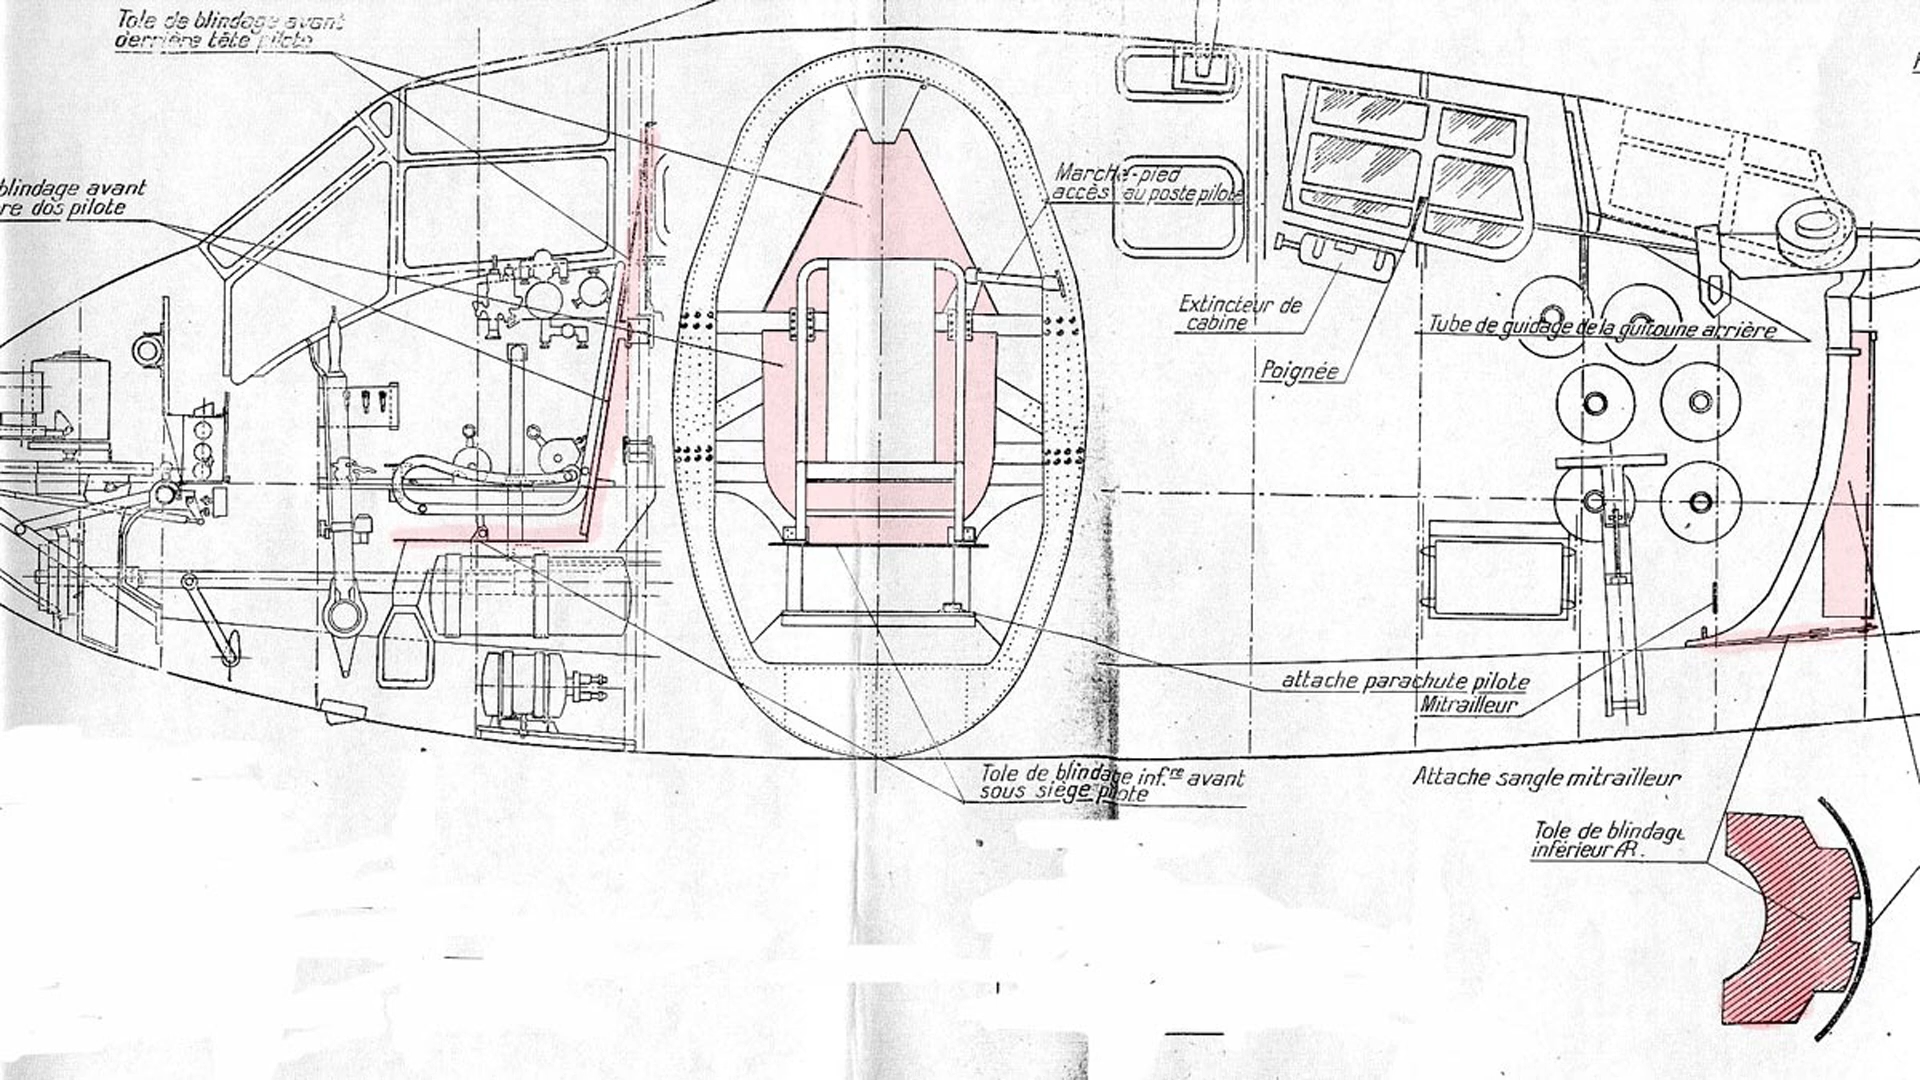 Tole de blindage avant
derrière tête pilote
blindage avant
re dos pilote
Marche-pied
accès au poste pilote
Extincteur de
cabine
Poignée
Tube de guidage de la guitoune arrière
attache parachute pilote
Mitrailleur
Tole de blindage inf.re avant
sous siège pilote
Attache sangle mitrailleur
Tole de blindage
inférieur AR.